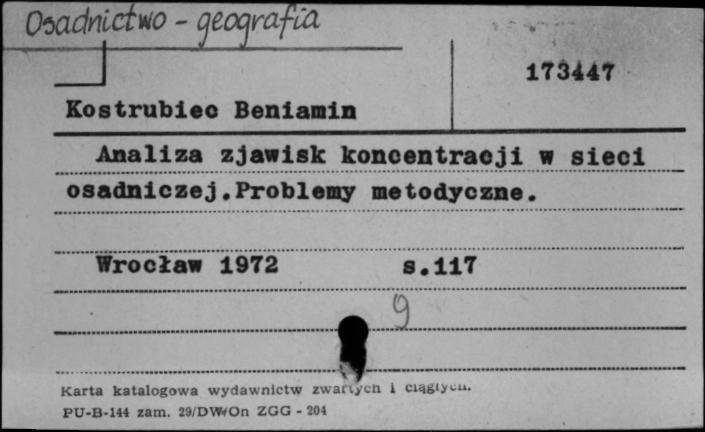 Osadnictwo - geografia
173447
Kostrubiec Beniamin
Analiza zjawisk koncentracji w sieci
osadniczej.Problemy metodyczne.
Wrocław 1972 s.117
9
Karta katalogowa wydawnictw zwartych i ciągłych.
PU-B-144 zam. 29/DW/On ZGG - 204